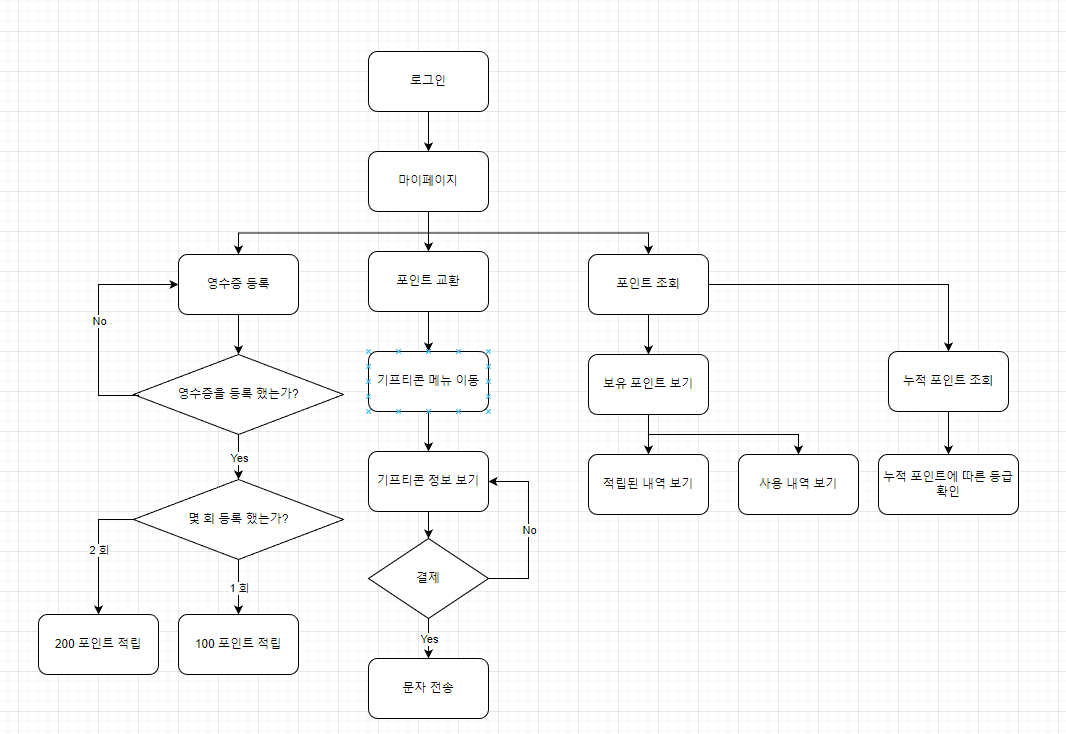 로그인
마이페이지
영수증 등록
포인트 교환
포인트 조회
No
영수증을 등록 했는가?
기프티콘 메뉴 이동
보유 포인트 보기
누적 포인트 조회
Yes
기프티콘 정보 보기
적립된 내역 보기
사용 내역 보기
누적 포인트에 따른 등급
확인
몇 회 등록 했는가?
No
2 회
1 회
결제
Yes
200 포인트 적립
100 포인트 적립
문자 전송